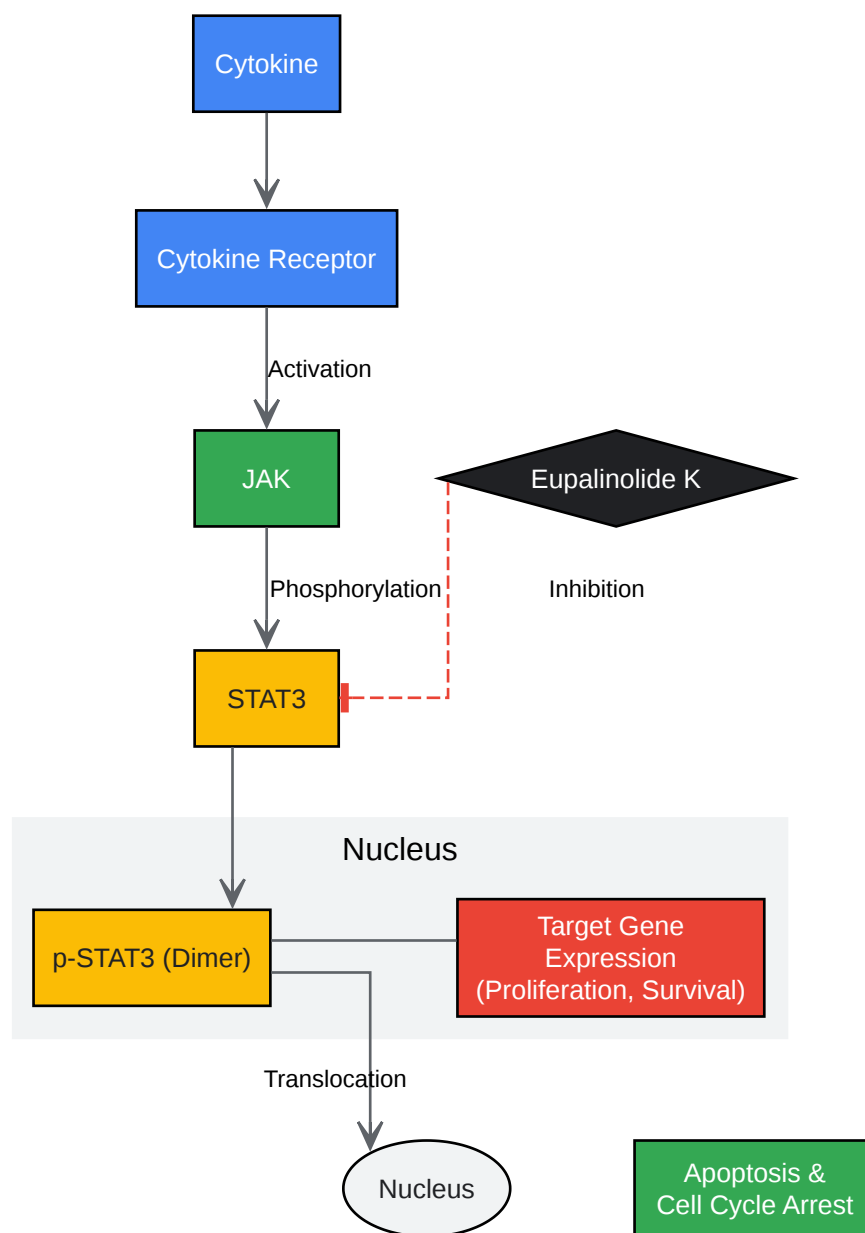 Cytokine
Cytokine Receptor
Activation
JAK
Eupalinolide K
Phosphorylation
Inhibition
STAT3
Nucleus
p-STAT3 (Dimer)
Target Gene
Expression
(Proliferation, Survival)
Translocation
Nucleus
Apoptosis &
Cell Cycle Arrest